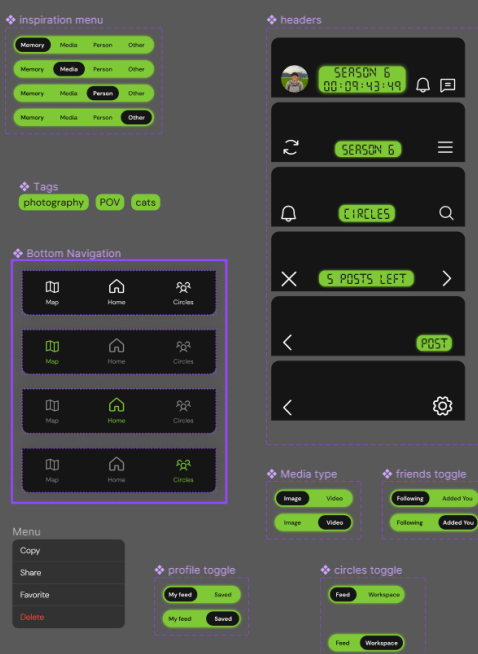 inspiration menu
Memory Media Person Other
Memory Media Person Other
Memory Media Person Other
Memory Media Person Other
Tags
photography POV cats
Bottom Navigation
Map Home Circles
Map Home Circles
Map Home Circles
Map Home Circles
Menu
Copy
Share
Favorite
Delete
profile toggle
My feed Saved
My feed Saved
headers
SEASON 6
00:09:43:49
SEASON 6
CIRCLES
5 POSTS LEFT
POST
Media type
Image Video
Image Video
friends toggle
Following Added You
Following Added You
circles toggle
Feed Workspace
Feed Workspace